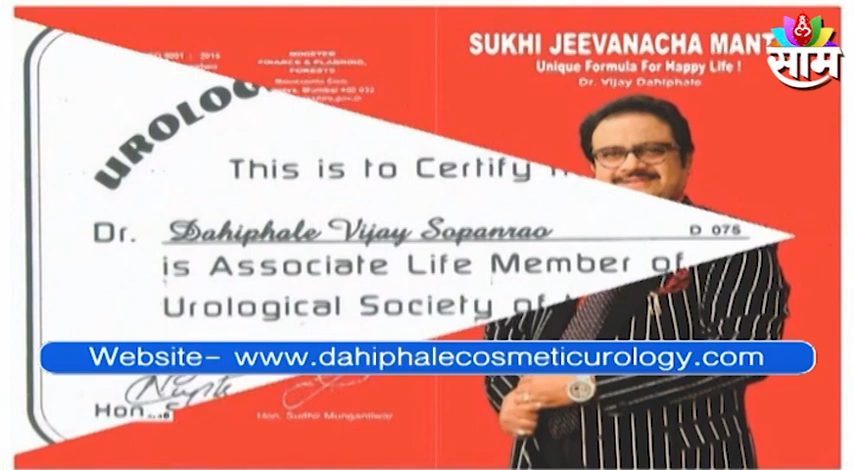 साम
SUKHI JEEVANACHA MANT
Unique Formula For Happy Life !
Dr. Vijay Dahiphale
MINISTER
FINANCE & PLANNING,
FORESTS
UROLOG
This is to Certify
Dr. Dahiphale Vijay Sopanrao D 075
is Associate Life Member of
Urological Society of
Website- www.dahiphalecosmeticurology.com
Hon.
Hon. Sudhir Mungantiwar